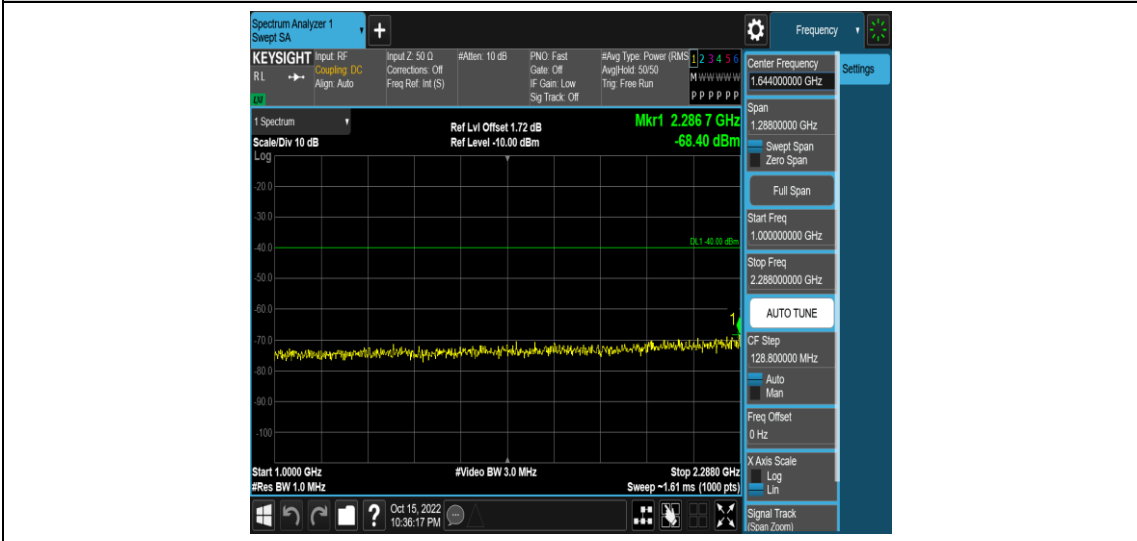 Spectrum Analyzer 1
Swept SA
+
Frequency
KEYSIGHT Input: RF Input Z: 50 Ω #Atten: 10 dB PNO: Fast #Avg Type: Power (RMS 1 2 3 4 5 6
RL Coupling: DC Corrections: Off Gate: Off Avg|Hold: 50/50 M W W W W W
Align: Auto Freq Ref: Int (S) IF Gain: Low Trig: Free Run
Sig Track: Off P P P P P P
LXI
Center Frequency
1.644000000 GHz
Settings
Span
1.28800000 GHz
Swept Span
Zero Span
Full Span
Start Freq
1.000000000 GHz
Stop Freq
2.288000000 GHz
AUTO TUNE
CF Step
128.800000 MHz
Auto
Man
Freq Offset
0 Hz
X Axis Scale
Log
Lin
Signal Track
(Span Zoom)
1 Spectrum
Ref Lvl Offset 1.72 dB
Mkr1 2.286 7 GHz
Scale/Div 10 dB
Ref Level -10.00 dBm
-68.40 dBm
Log
-20.0
-30.0
-40.0
DL1 -40.00 dBm
-50.0
-60.0
1
-70.0
-80.0
-90.0
-100
Start 1.0000 GHz #Video BW 3.0 MHz Stop 2.2880 GHz
#Res BW 1.0 MHz Sweep ~1.61 ms (1000 pts)
? Oct 15, 2022
10:36:17 PM